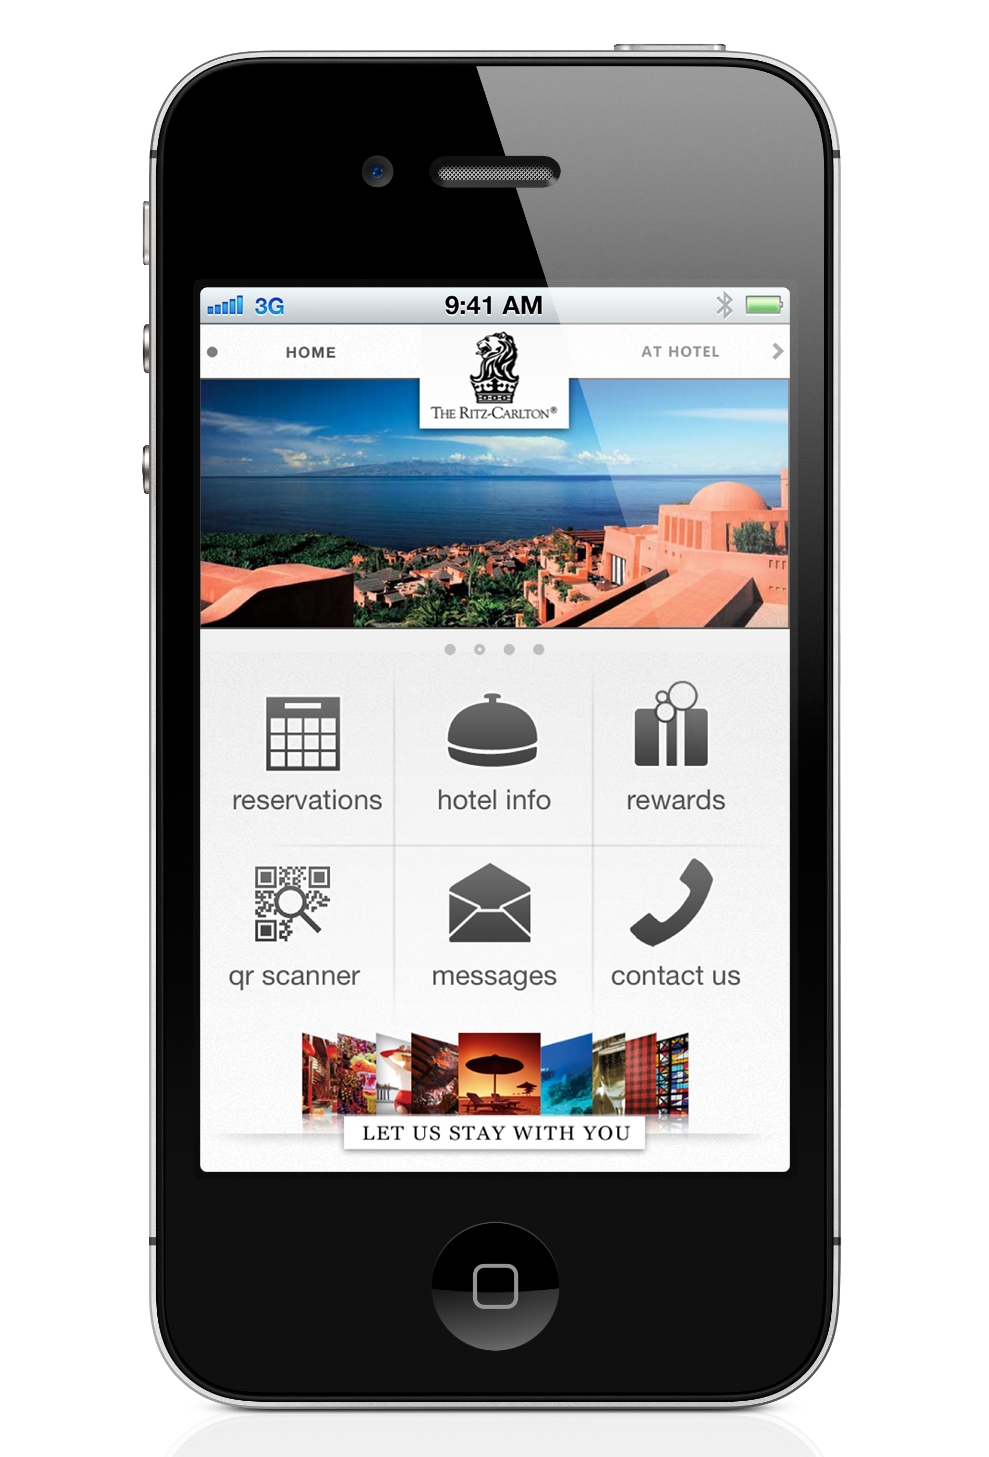 3G 9:41 AM
HOME AT HOTEL
THE RITZ-CARLTON®
reservations hotel info rewards
qr scanner messages contact us
LET US STAY WITH YOU